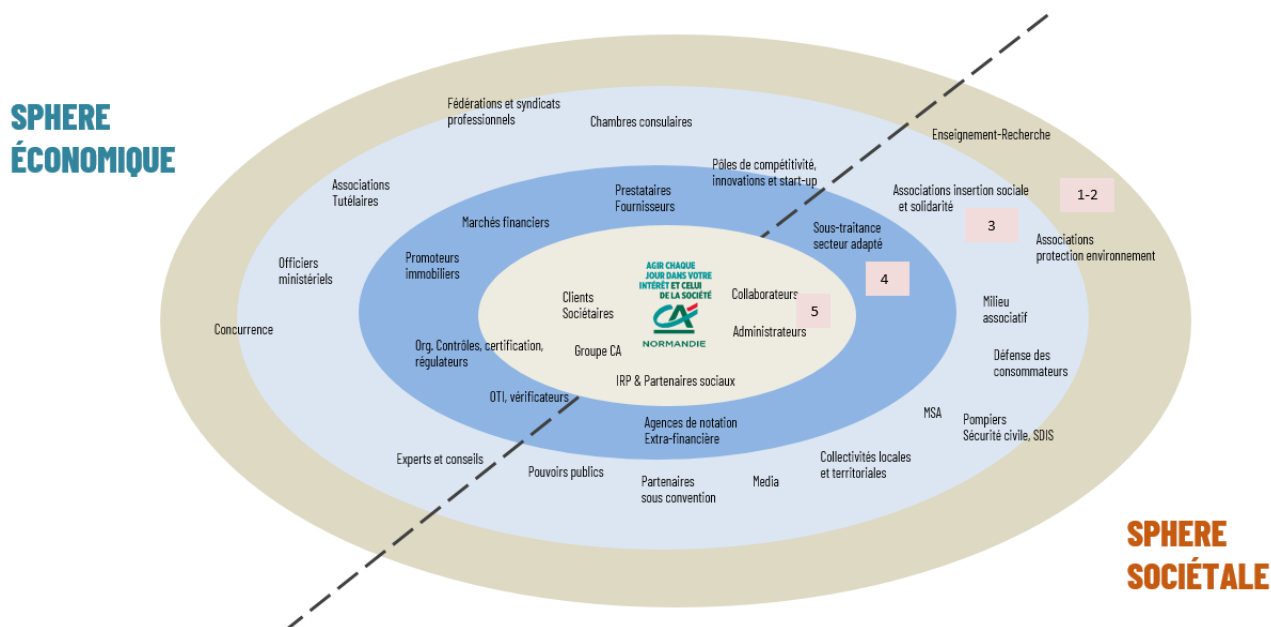 SPHERE
ÉCONOMIQUE
Fédérations et syndicats
professionnels
Chambres consulaires
Enseignement-Recherche
Pôles de compétitivité,
innovations et start-up
Associations
Tutélaires
Prestataires
Fournisseurs
Associations insertion sociale
et solidarité
1-2
3
Marchés financiers
Sous-traitance
secteur adapté
Associations
protection environnement
Officiers
ministériels
Promoteurs
immobiliers
AGIR CHAQUE
JOUR DANS VOTRE
INTÉRÊT ET CELUI
DE LA SOCIÉTÉ
CA
NORMANDIE
4
Clients
Sociétaires
Collaborateurs
5
Administrateurs
Milieu
associatif
Concurrence
Org. Contrôles, certification,
régulateurs
Groupe CA
Défense des
consommateurs
IRP & Partenaires sociaux
OTI, vérificateurs
Agences de notation
Extra-financière
MSA
Pompiers
Sécurité civile, SDIS
Experts et conseils
Pouvoirs publics
Partenaires
sous convention
Media
Collectivités locales
et territoriales
SPHERE
SOCIÉTALE